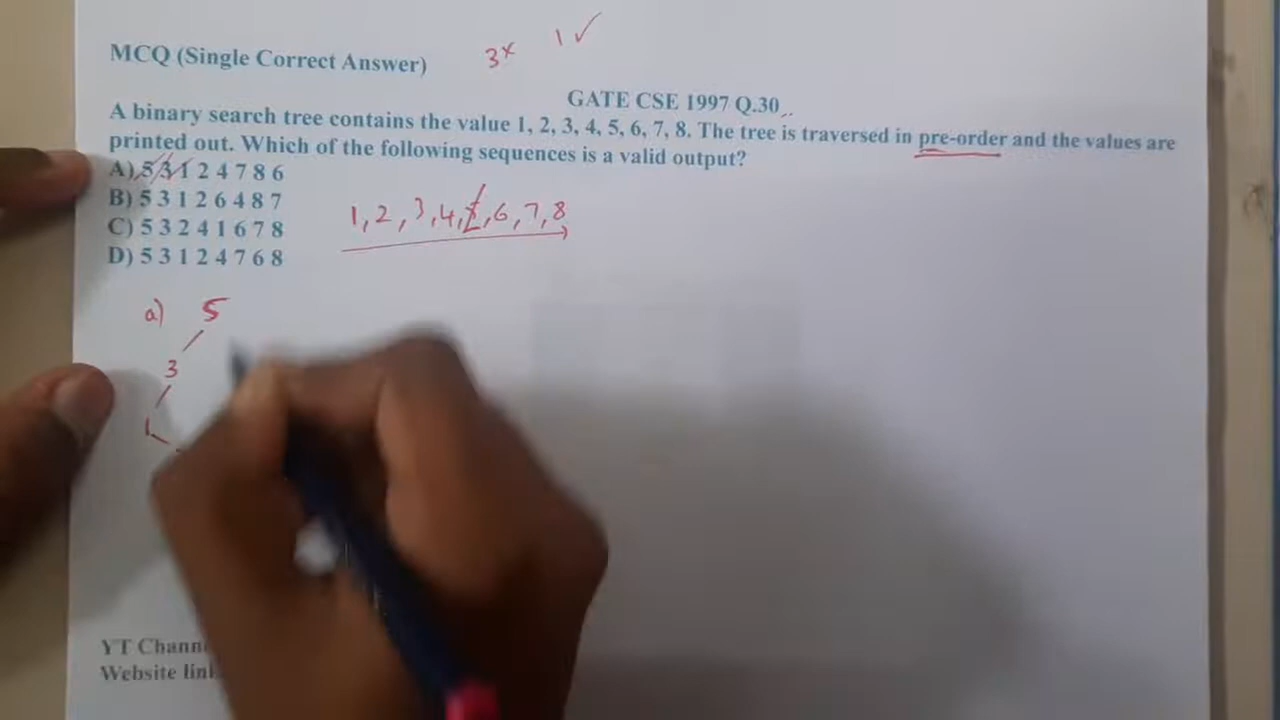 3 x 1 ✓
MCQ (Single Correct Answer)
GATE CSE 1997 Q.30
A binary search tree contains the value 1, 2, 3, 4, 5, 6, 7, 8. The tree is traversed in pre-order and the values are
printed out. Which of the following sequences is a valid output?
A) 5 3 1 2 4 7 8 6
B) 5 3 1 2 6 4 8 7
C) 5 3 2 4 1 6 7 8
D) 5 3 1 2 4 7 6 8
1, 2, 3, 4, 5, 6, 7, 8
a) 5
3
1
YT
Website